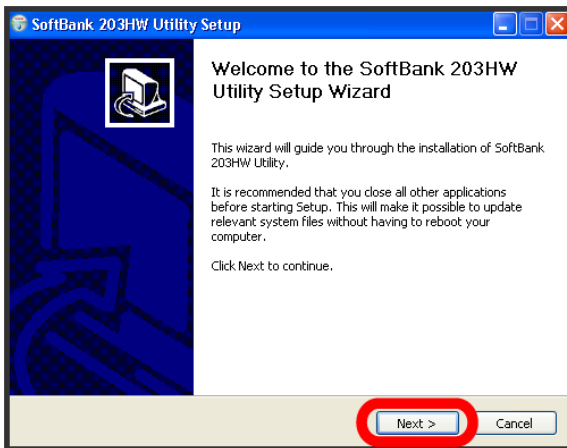 SoftBank 203HW Utility Setup
Welcome to the SoftBank 203HW
Utility Setup Wizard
This wizard will guide you through the installation of SoftBank
203HW Utility.
It is recommended that you close all other applications
before starting Setup. This will make it possible to update
relevant system files without having to reboot your
computer.
Click Next to continue.
Next >
Cancel